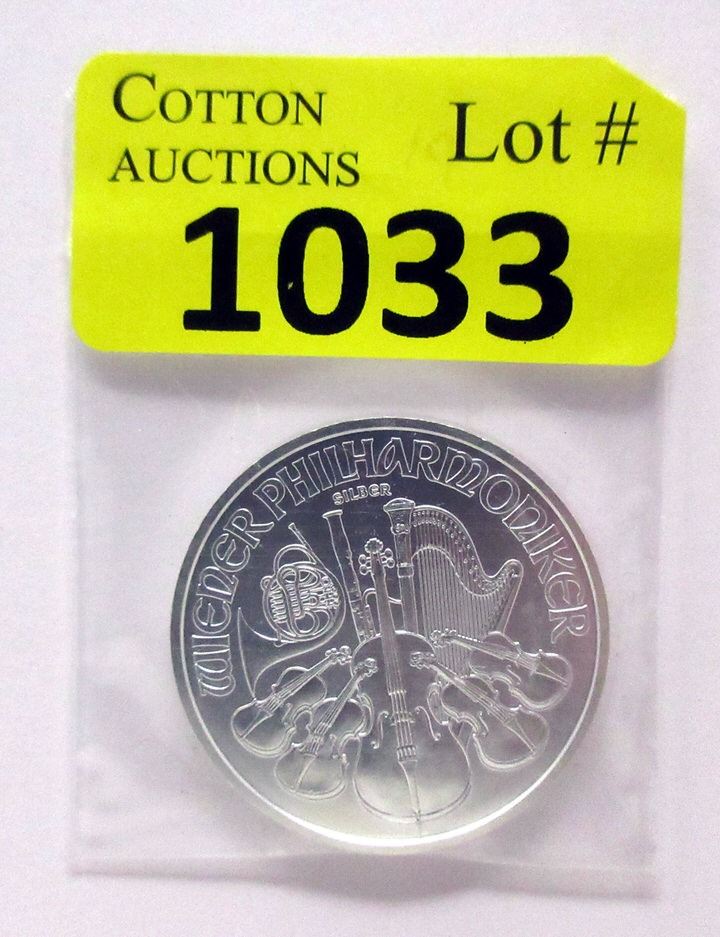 COTTON
AUCTIONS
Lot #
1033
WIENER PHILHARMONIKER
SILBER